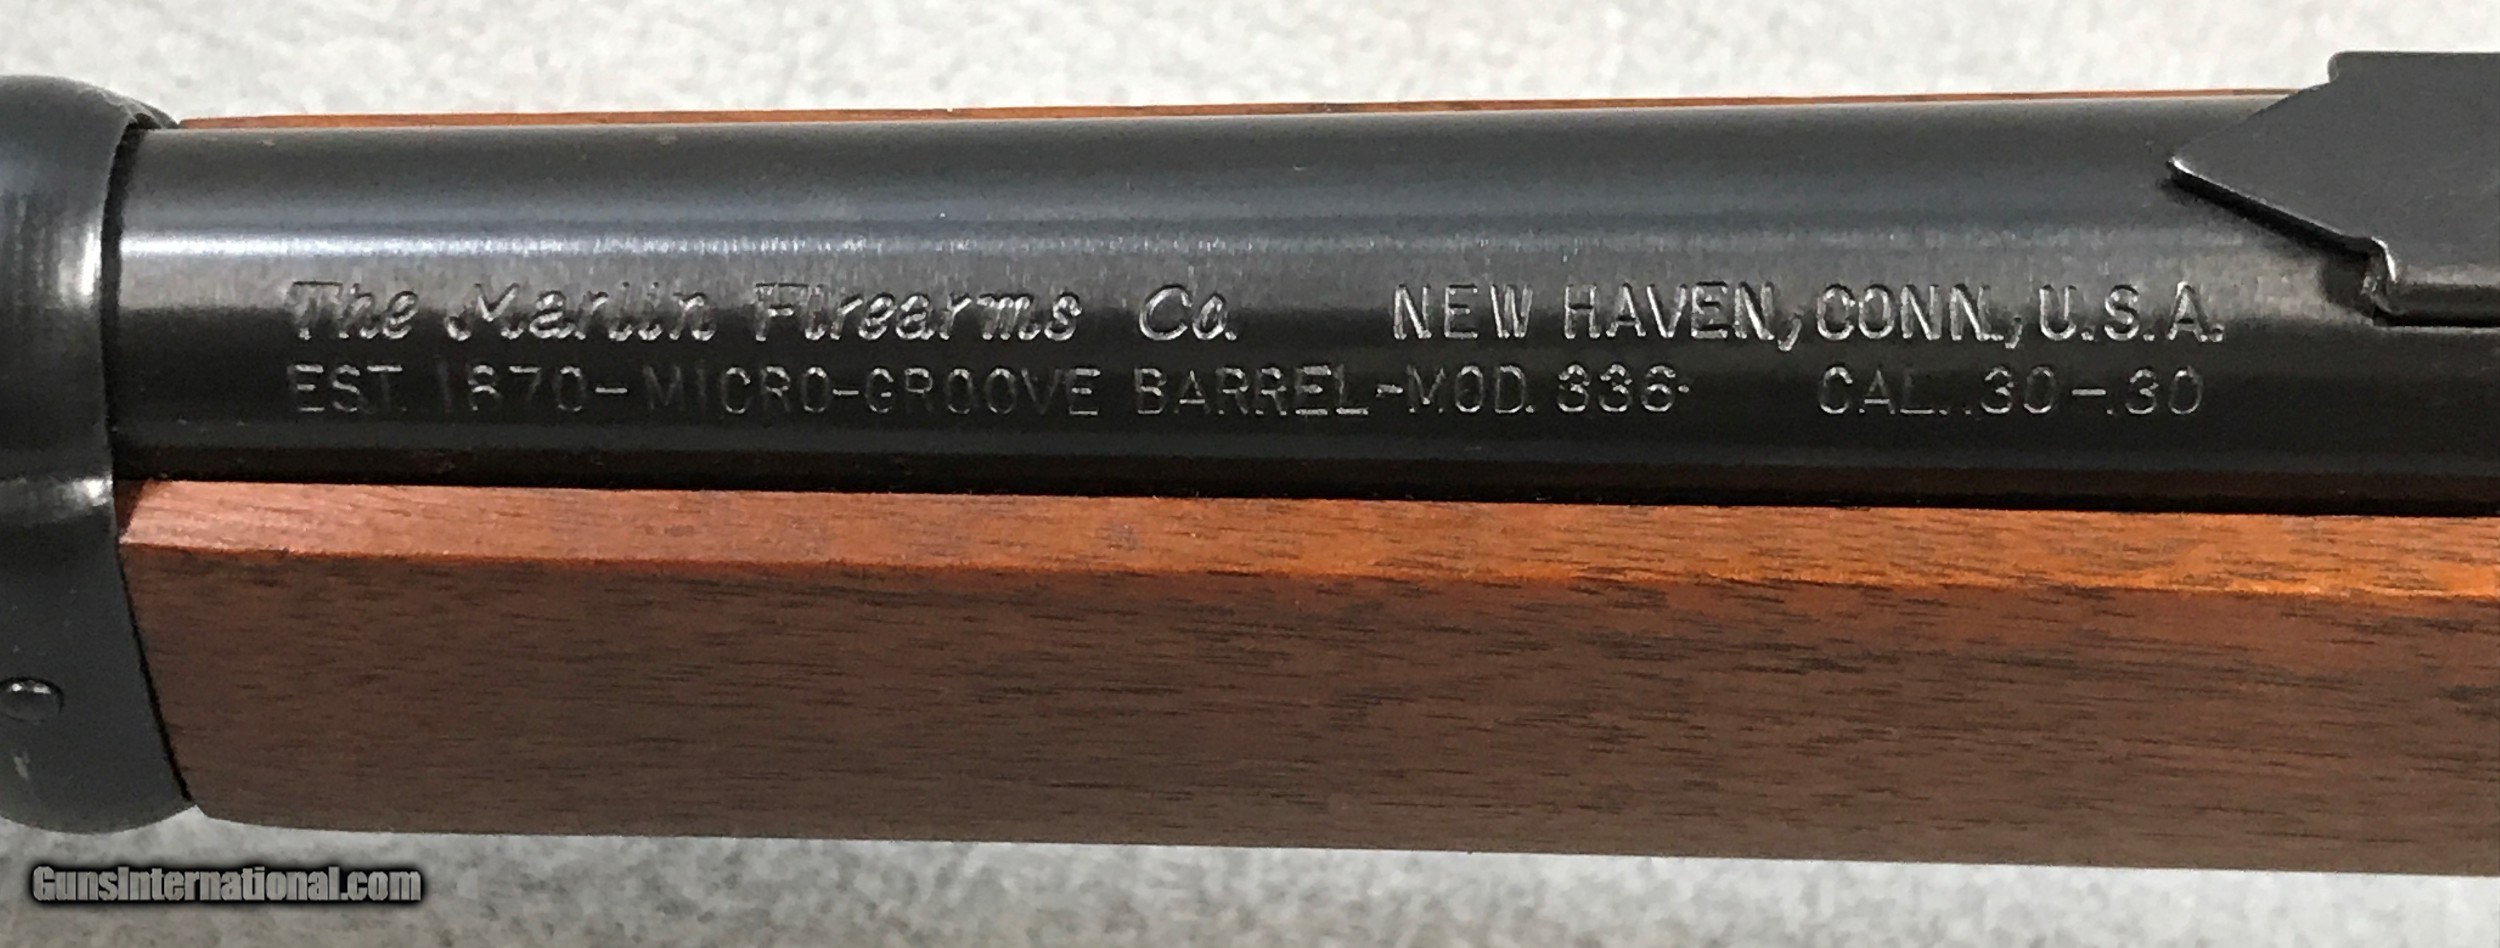 The Marlin Firearms Co. NEW HAVEN, CONN., U.S.A.
EST. 1870-MICRO-GROOVE BARREL-MOD. 336- CAL. .30-.30
GunsInternational.com